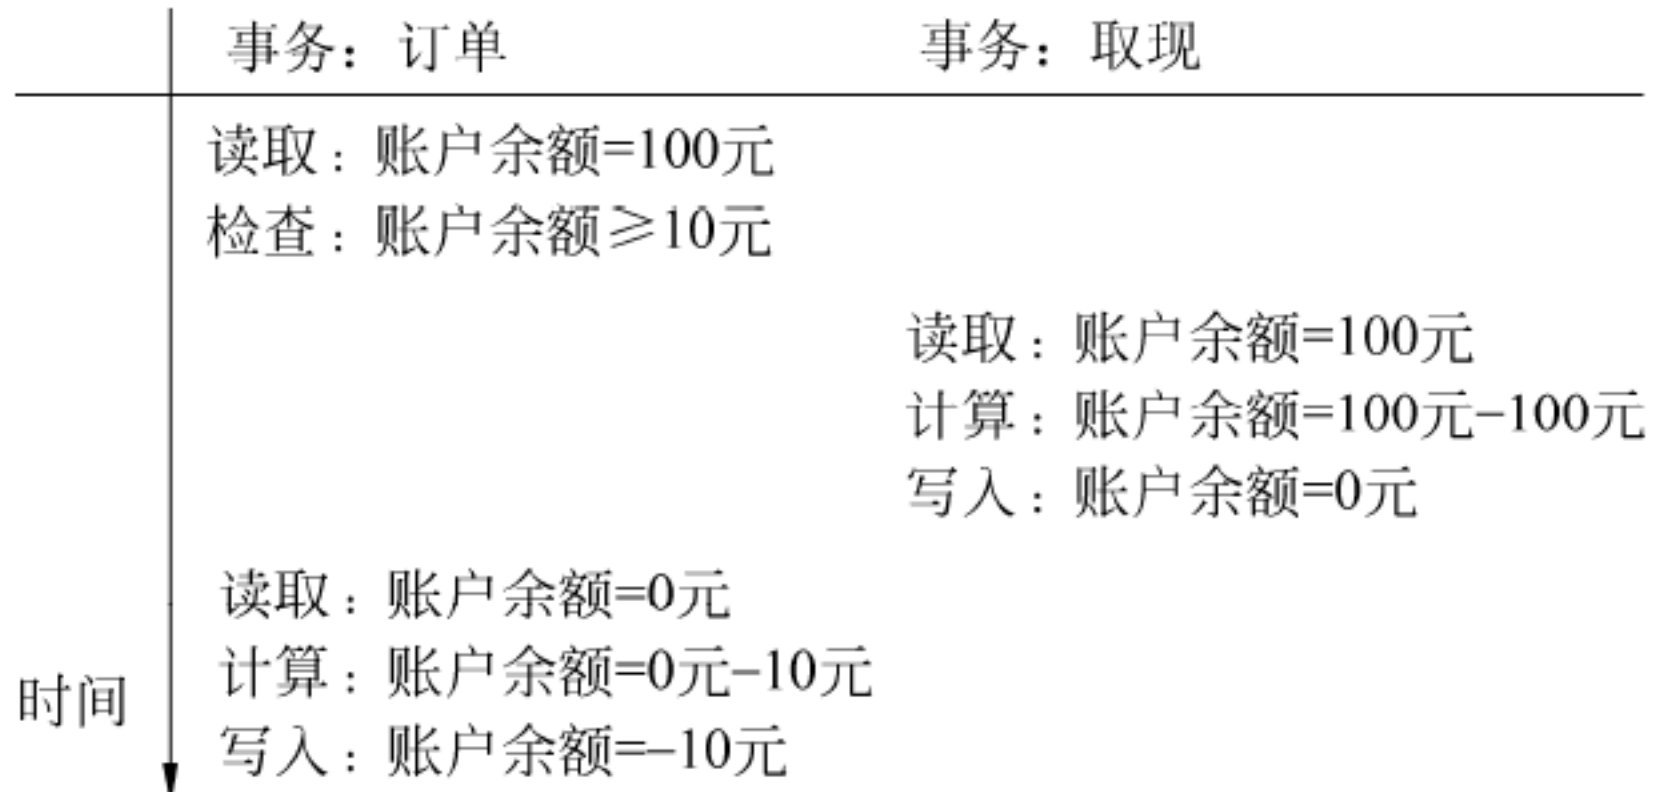 事务：订单 事务：取现
读取：账户余额=100元
检查：账户余额≥10元
读取：账户余额=100元
计算：账户余额=100元−100元
写入：账户余额=0元
读取：账户余额=0元
计算：账户余额=0元−10元
时间
写入：账户余额=−10元